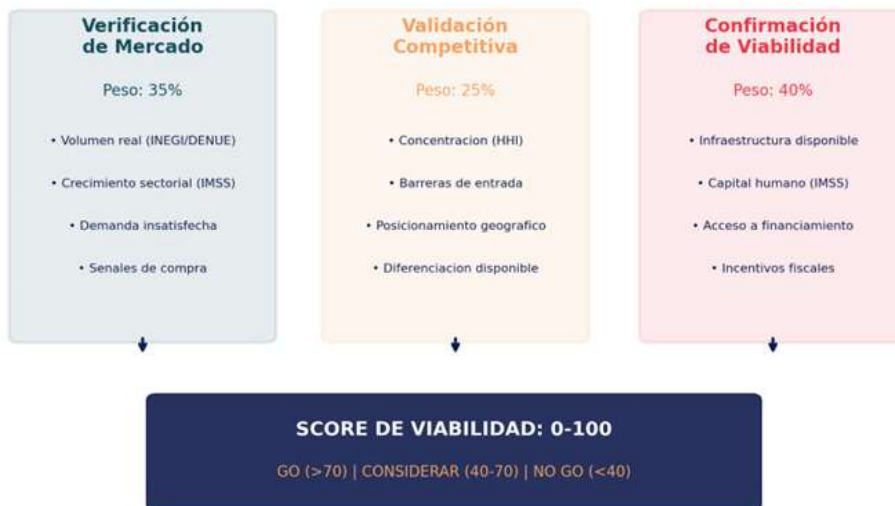 Verificación
de Mercado
Peso: 35%
• Volumen real (INEGI/DENUE)
• Crecimiento sectorial (IMSS)
• Demanda insatisfecha
• Senales de compra
Validación
Competitiva
Peso: 25%
• Concentracion (HHI)
• Barreras de entrada
• Posicionamiento geografico
• Diferenciacion disponible
Confirmación
de Viabilidad
Peso: 40%
• Infraestructura disponible
• Capital humano (IMSS)
• Acceso a financiamiento
• Incentivos fiscales
SCORE DE VIABILIDAD: 0-100
GO (>70) | CONSIDERAR (40-70) | NO GO (<40)